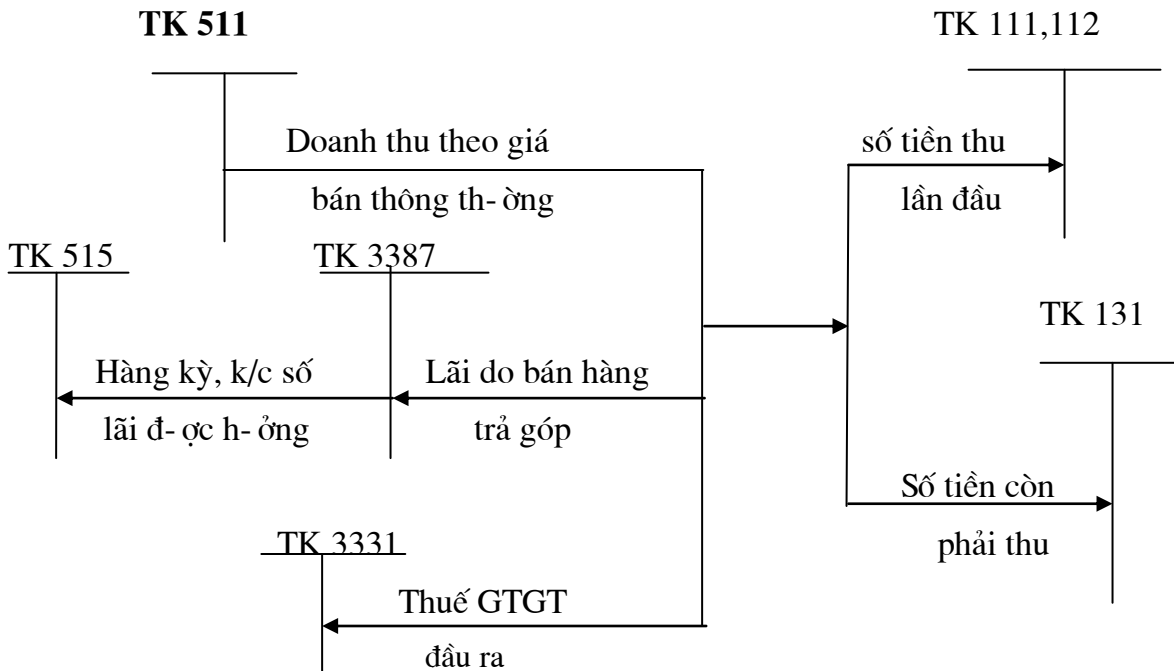 TK 511
TK 111,112
Doanh thu theo giá
bán thông th- ờng
số tiền thu
lần đầu
TK 515
TK 3387
TK 131
Hàng kỳ, k/c số
lãi đ- ợc h- ởng
Lãi do bán hàng
trả góp
Số tiền còn
phải thu
TK 3331
Thuế GTGT
đầu ra